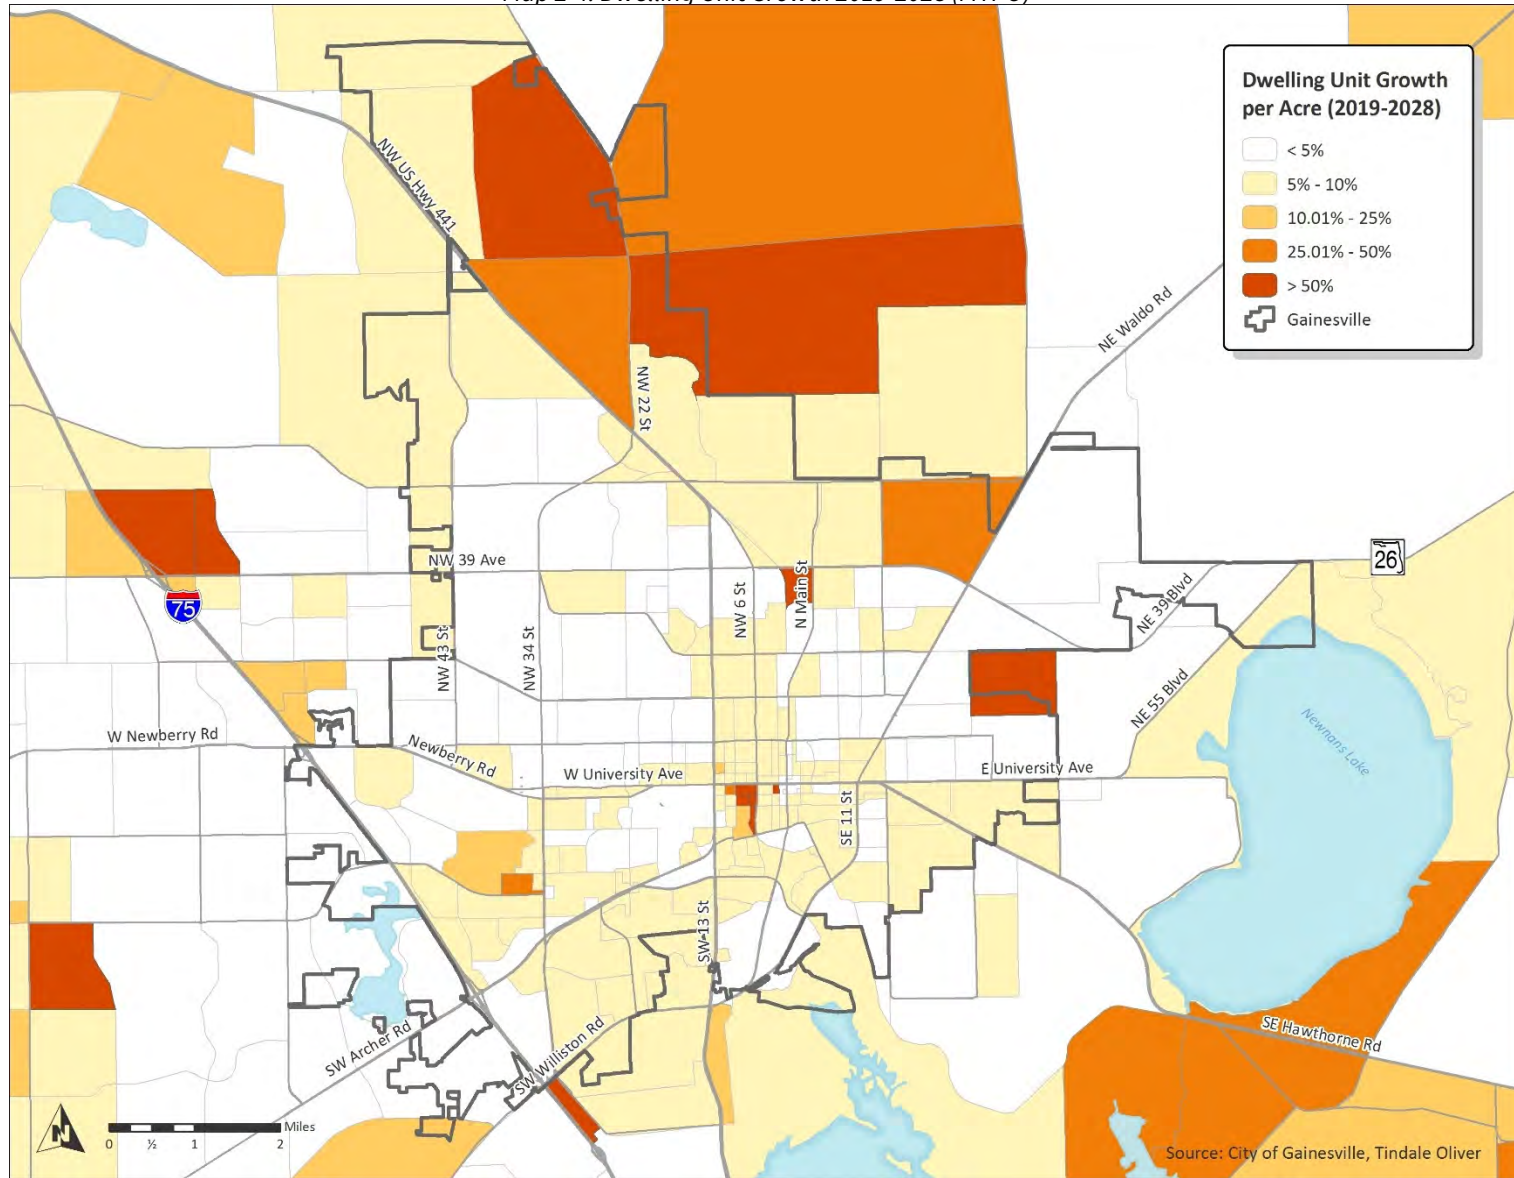 Dwelling Unit Growth
per Acre (2019-2028)
< 5%
5% - 10%
10.01% - 25%
25.01% - 50%
> 50%
Gainesville
NW US Hwy 441
NE Waldo Rd
NW 22 St
26
NW 39 Ave
75
NW 6 St
N Main St
NE 39 Blvd
NW 43 St
NW 34 St
NE 55 Blvd
W Newberry Rd
Newberry Rd
W University Ave
E University Ave
Newnans Lake
SE 11 St
SW 13 St
SW Archer Rd
SW Williston Rd
SE Hawthorne Rd
N
Miles
0 ½ 1 2
Source: City of Gainesville, Tindale Oliver